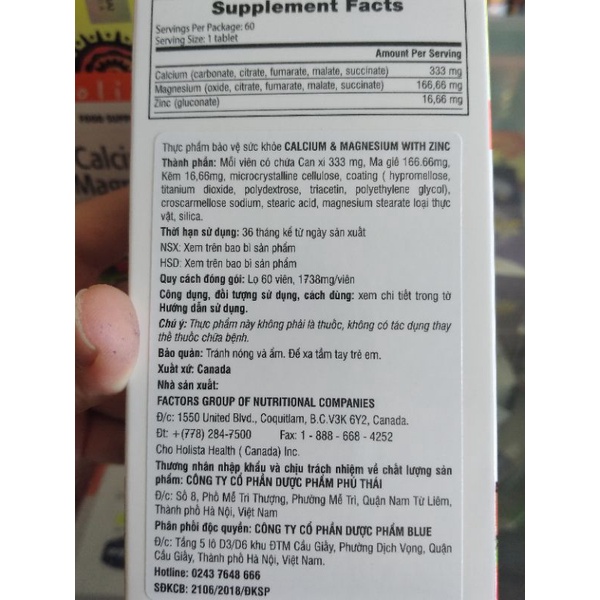 Supplement Facts
Servings Per Package: 60
Serving Size: 1 tablet
Amount Per Serving
Calcium (carbonate, citrate, fumarate, malate, succinate) 333 mg
Magnesium (oxide, citrate, fumarate, malate, succinate) 166,66 mg
Zinc (gluconate) 16,66 mg
Thực phẩm bảo vệ sức khỏe CALCIUM & MAGNESIUM WITH ZINC
Thành phần: Mỗi viên có chứa Can xi 333 mg, Ma giê 166.66mg,
Kẽm 16,66mg, microcrystalline cellulose, coating ( hypromellose,
titanium dioxide, polydextrose, triacetin, polyethylene glycol),
croscarmellose sodium, stearic acid, magnesium stearate loại thực
vật, silica.
Thời hạn sử dụng: 36 tháng kể từ ngày sản xuất
NSX: Xem trên bao bì sản phẩm
HSD: Xem trên bao bì sản phẩm
Quy cách đóng gói: Lọ 60 viên, 1738mg/viên
Công dụng, đối tượng sử dụng, cách dùng: xem chi tiết trong tờ
Hướng dẫn sử dụng.
Chú ý: Thực phẩm này không phải là thuốc, không có tác dụng thay
thế thuốc chữa bệnh.
Bảo quản: Tránh nóng và ẩm. Để xa tầm tay trẻ em.
Xuất xứ: Canada
Nhà sản xuất:
FACTORS GROUP OF NUTRITIONAL COMPANIES
Đ/c: 1550 United Blvd., Coquitlam, B.C.V3K 6Y2, Canada.
Đt: +(778) 284-7500 Fax: 1 - 888 - 668 - 4252
Cho Holista Health ( Canada) Inc.
Thương nhân nhập khẩu và chịu trách nhiệm về chất lượng sản
phẩm: CÔNG TY CỔ PHẦN DƯỢC PHẨM PHÚ THÁI
Đ/c: Số 8, Phố Mễ Trì Thượng, Phường Mễ Trì, Quận Nam Từ Liêm,
Thành phố Hà Nội, Việt Nam
Phân phối độc quyền: CÔNG TY CỔ PHẦN DƯỢC PHẨM BLUE
Đ/c: Tầng 5 lô D3/D6 khu ĐTM Cầu Giấy, Phường Dịch Vọng, Quận
Cầu Giấy, Thành phố Hà Nội, Việt Nam.
Hotline: 0243 7648 666
SĐKCB: 2106/2018/ĐKSP